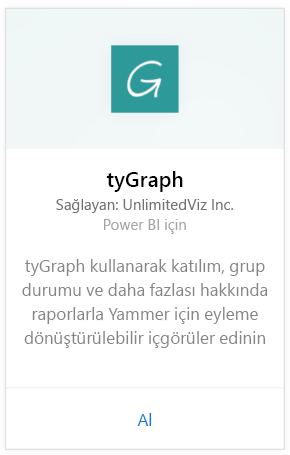 tyGraph
Sağlayan: UnlimitedViz Inc.
Power BI için
tyGraph kullanarak katılım, grup
durumu ve daha fazlası hakkında
raporlarla Yammer için eyleme
dönüştürülebilir içgörüler edinin
Al